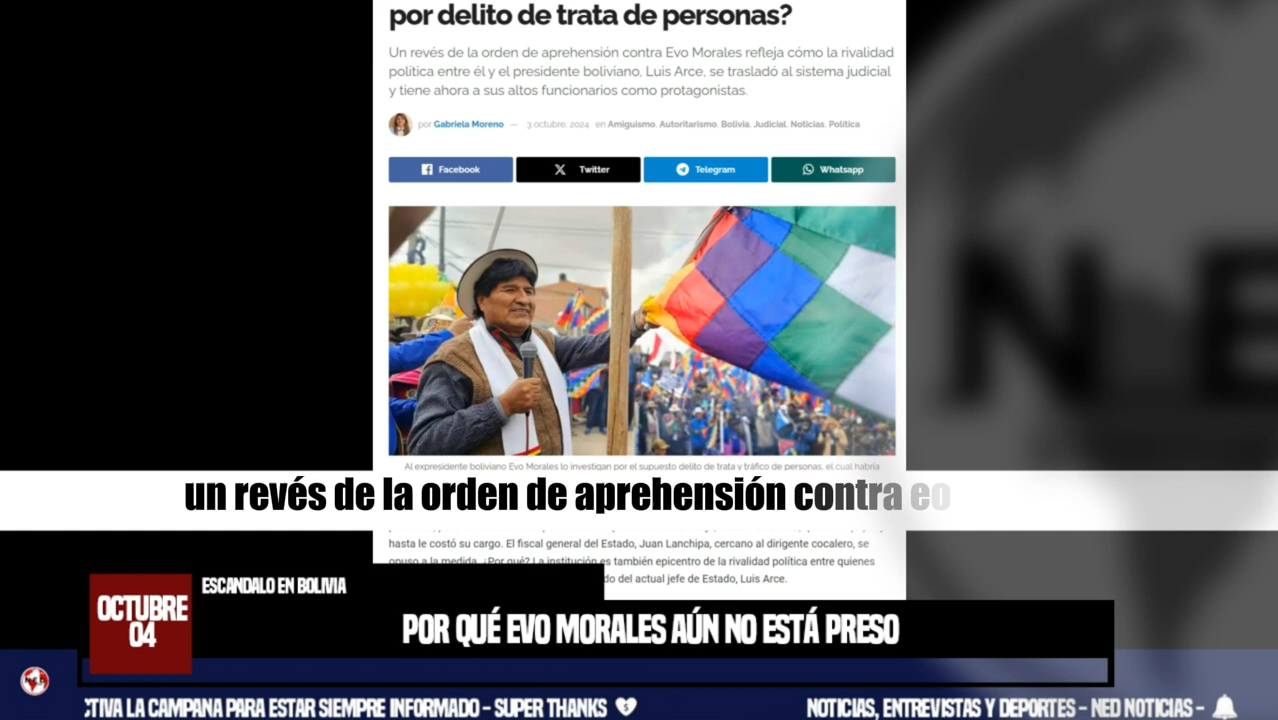 por delito de trata de personas?
Un revés de la orden de aprehensión contra Evo Morales refleja cómo la rivalidad
política entre él y el presidente boliviano, Luis Arce, se trasladó al sistema judicial
y tiene ahora a sus altos funcionarios como protagonistas.
por Gabriela Moreno — 3 octubre, 2024 en Amiguismo, Autoritarismo, Bolivia, Judicial, Noticias, Política
Facebook
Twitter
Telegram
Whatsapp
N E
Al expresidente boliviano Evo Morales lo investigan por el supuesto delito de trata y tráfico de personas, el cual habría
un revés de la orden de aprehensión contra eo
hasta le costó su cargo. El fiscal general del Estado, Juan Lanchipa, cercano al dirigente cocalero, se
opuso a la medida. ¿Por qué? La institución es también epicentro de la rivalidad política entre quienes
do del actual jefe de Estado, Luis Arce.
ESCANDALO EN BOLIVIA
OCTUBRE
04
POR QUÉ EVO MORALES AÚN NO ESTÁ PRESO
CTIVA LA CAMPANA PARA ESTAR SIEMPRE INFORMADO - SUPER THANKS
NOTICIAS, ENTREVISTAS Y DEPORTES - NED NOTICIAS -